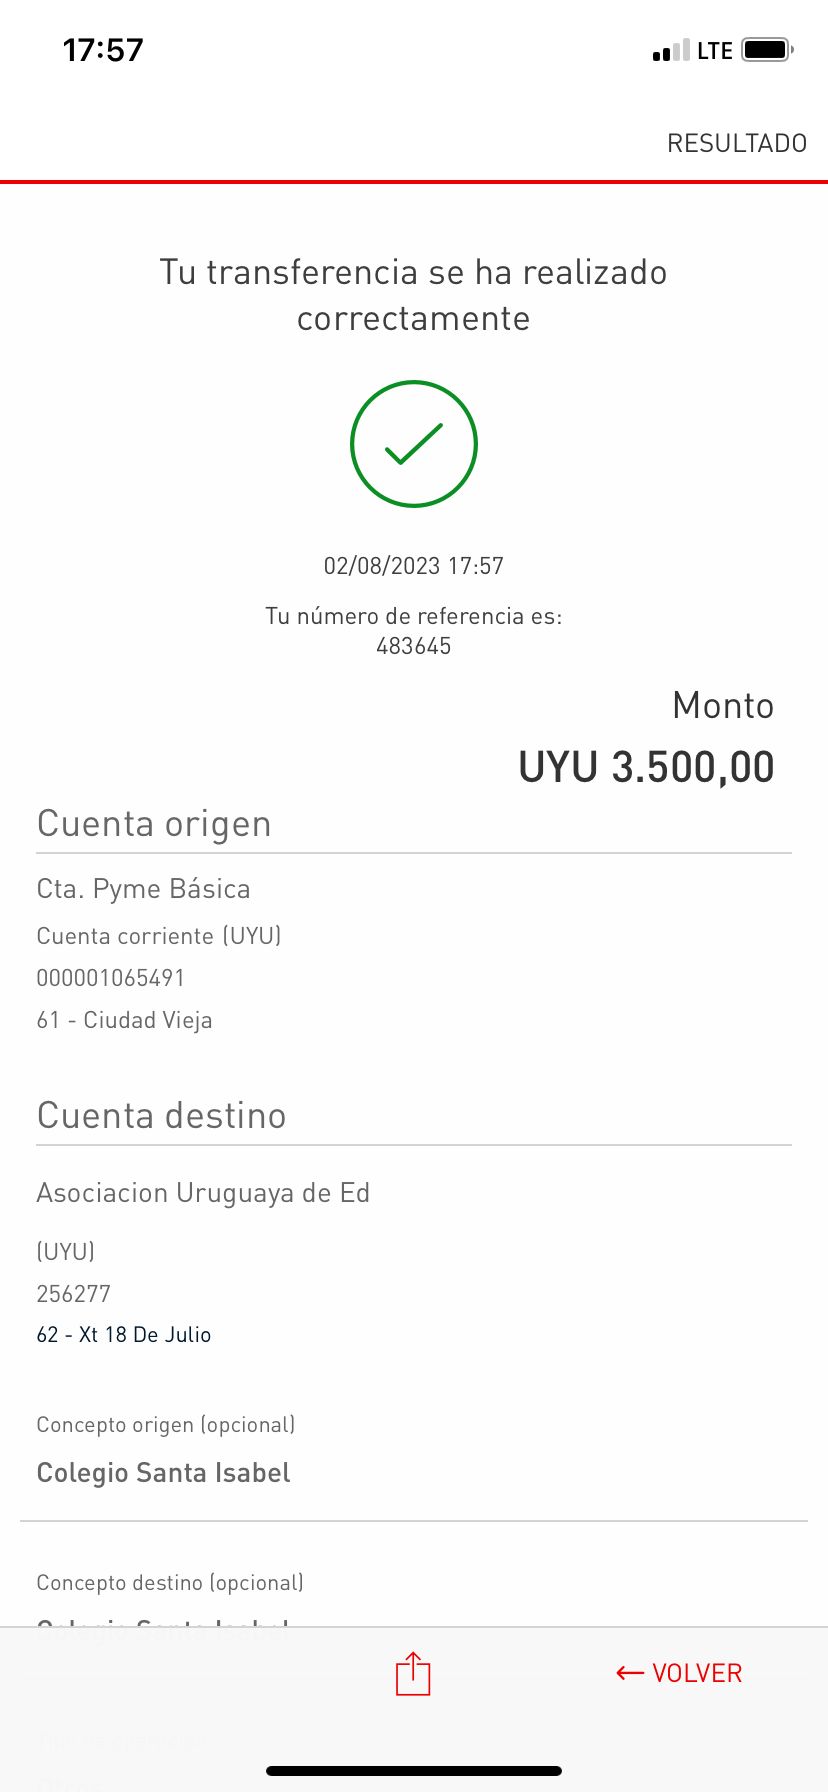 17:57
LTE
RESULTADO
Tu transferencia se ha realizado
correctamente
02/08/2023 17:57
Tu número de referencia es:
483645
Monto
UYU 3.500,00
Cuenta origen
Cta. Pyme Básica
Cuenta corriente (UYU)
000001065491
61 - Ciudad Vieja
Cuenta destino
Asociacion Uruguaya de Ed
(UYU)
256277
62 - Xt 18 De Julio
Concepto origen (opcional)
Colegio Santa Isabel
Concepto destino (opcional)
Colegio Santa Isabel
← VOLVER